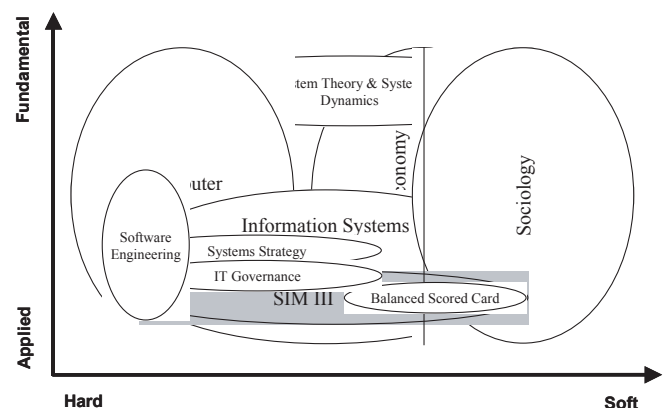 Fundamental
tem Theory & Syste
Dynamics
onomy
Sociology
uter
Information Systems
Software
Engineering
Systems Strategy
IT Governance
SIM III
Balanced Scored Card
Applied
Hard
Soft